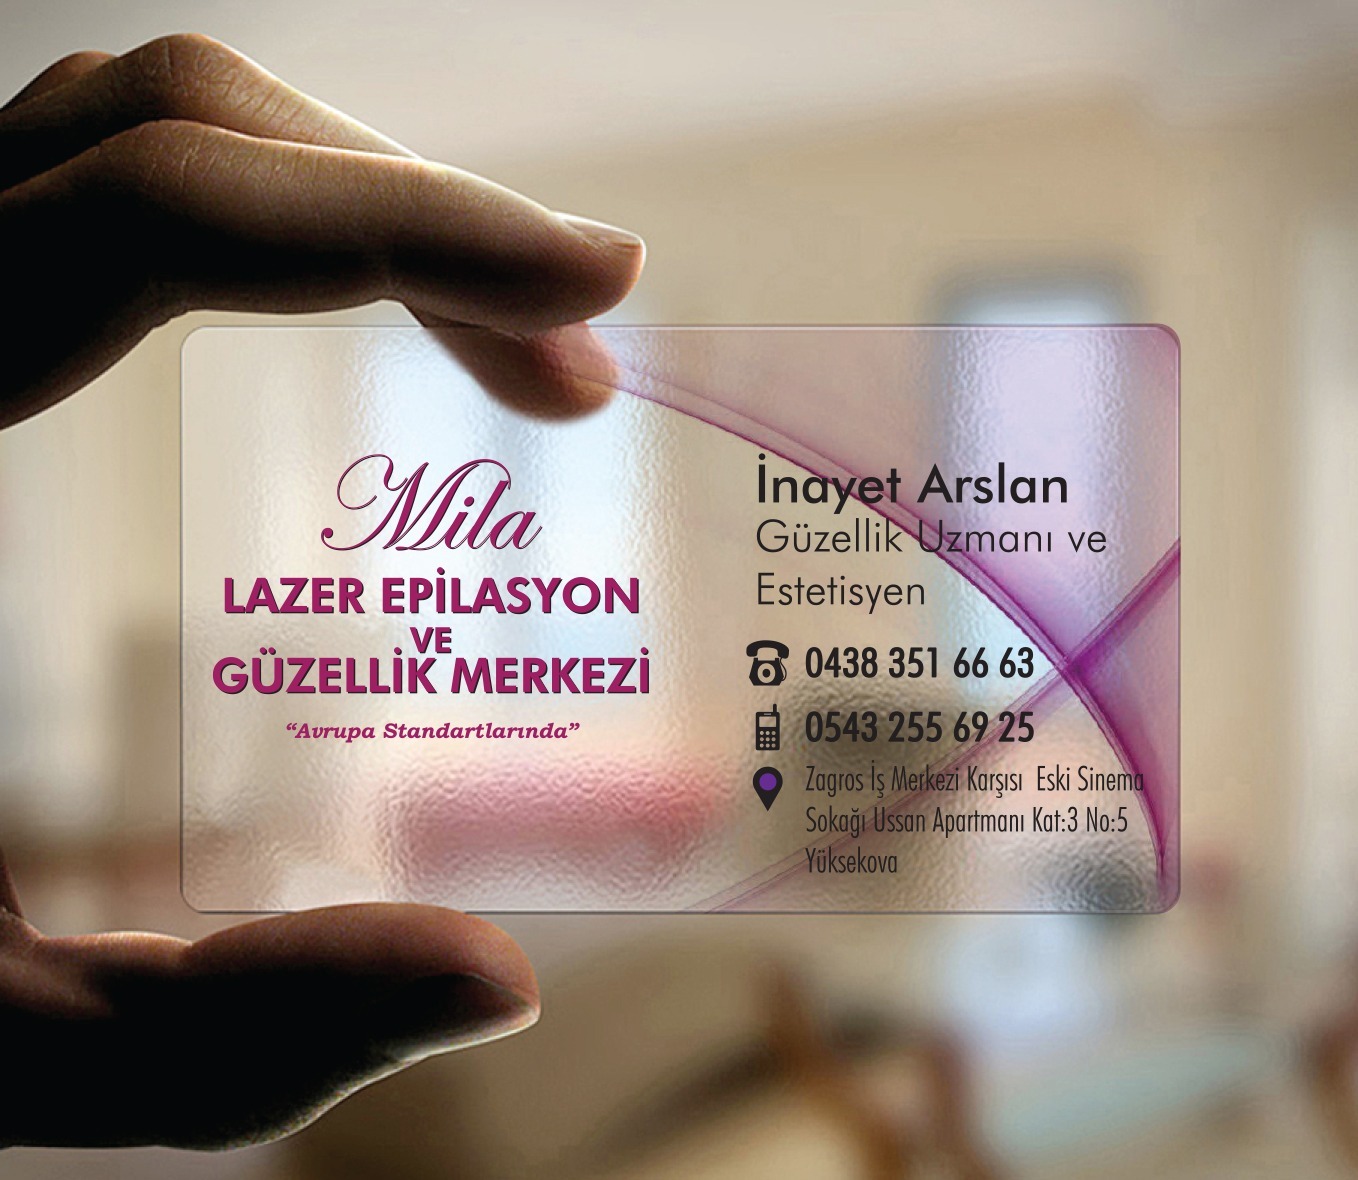 Mila
LAZER EPİLASYON
VE
GÜZELLİK MERKEZİ
“Avrupa Standartlarında”
İnayet Arslan
Güzellik Uzmanı ve
Estetisyen
0438 351 66 63
0543 255 69 25
Zagros İş Merkezi Karşısı Eski Sinema
Sokağı Ussan Apartmanı Kat:3 No:5
Yüksekova